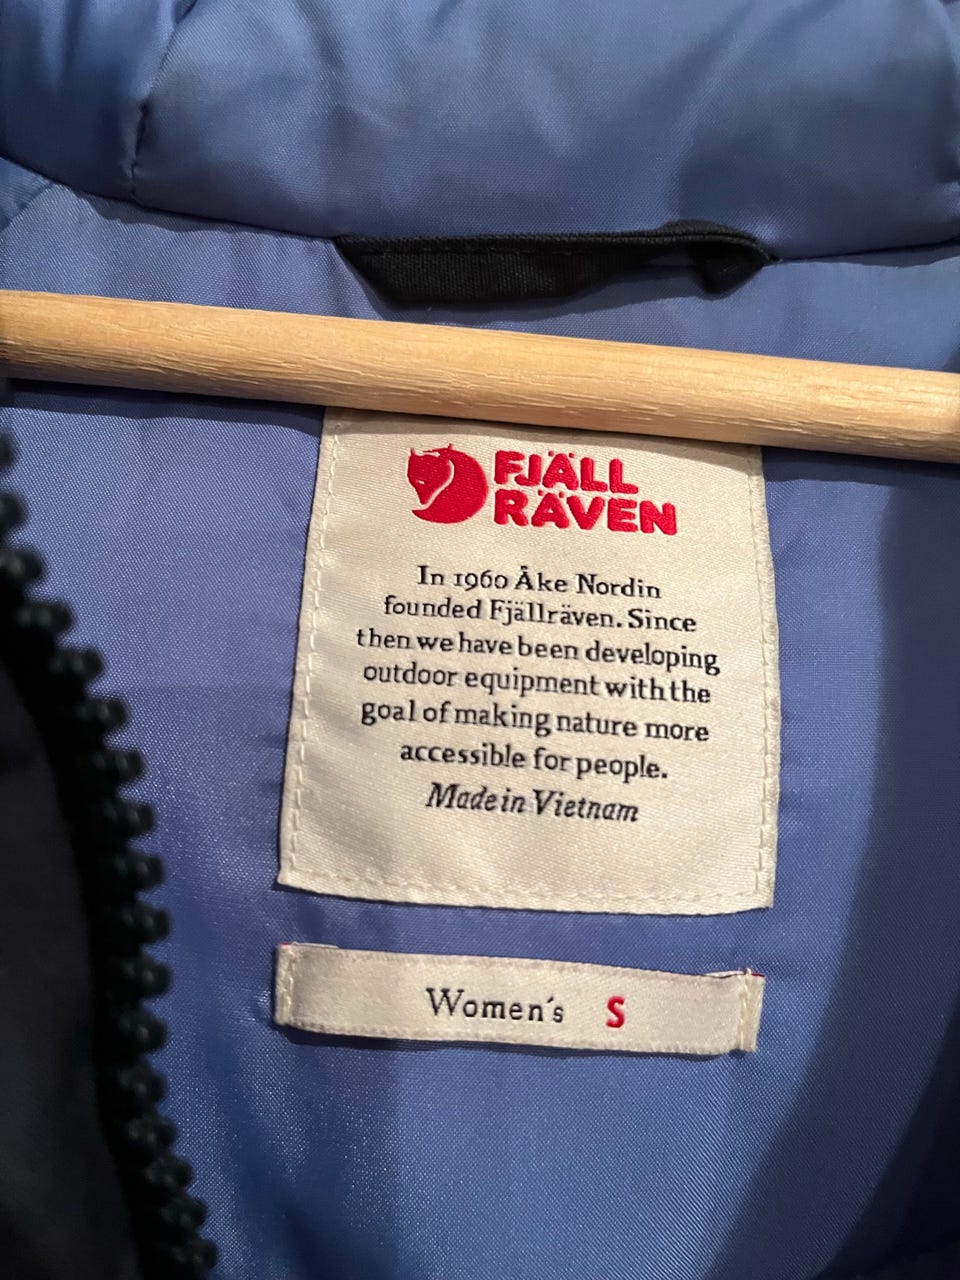 FJÄLL
RÄVEN
In 1960 Åke Nordin
founded Fjällräven. Since
then we have been developing
outdoor equipment with the
goal of making nature more
accessible for people.
Made in Vietnam
Women´s S